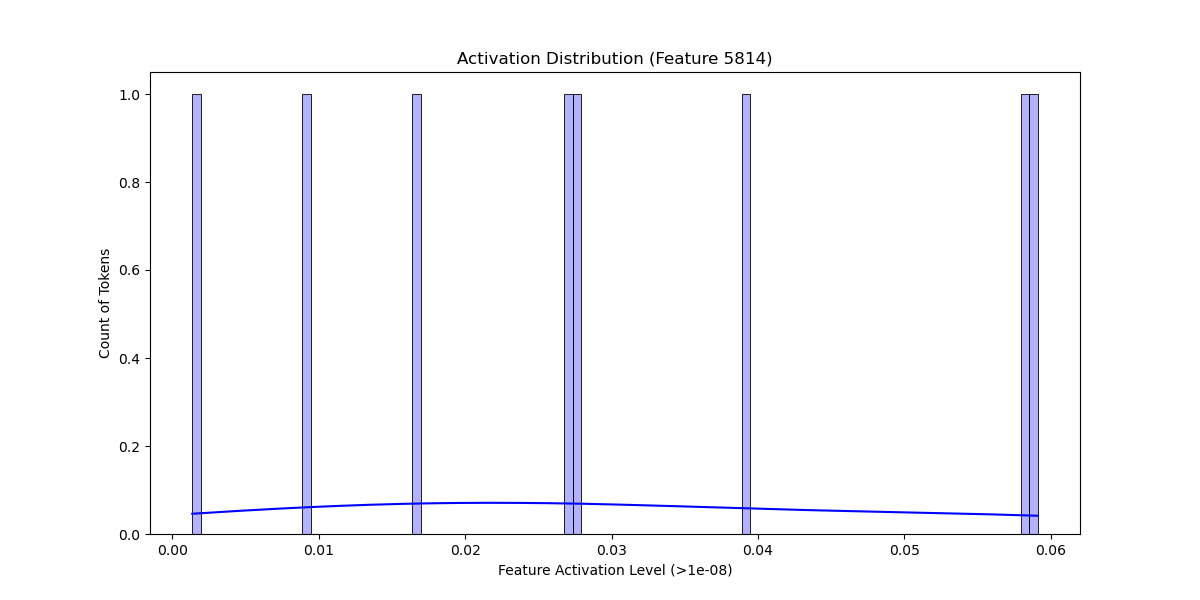 Activation Distribution (Feature 5814)
Count of Tokens
1.0
0.8
0.6
0.4
0.2
0.0
0.00 0.01 0.02 0.03 0.04 0.05 0.06
Feature Activation Level (>1e-08)